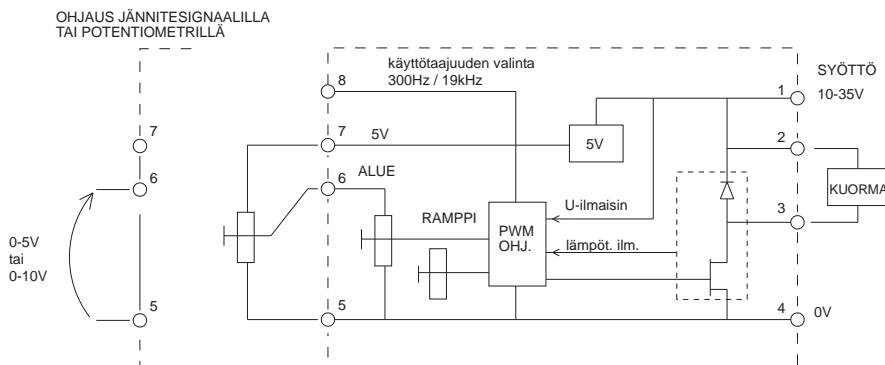 OHJAUS JÄNNITESIGNAALILLA
TAI POTENTIOMETRILLÄ
käyttötaajuuden valinta
300Hz / 19kHz
8
SYÖTTÖ
10-35V
1
7
7
5V
5V
2
6
6
ALUE
KUORMA
RAMPPI
PWM
OHJ.
U-ilmaisin
3
lämpöt. ilm.
0-5V
tai
0-10V
5
5
4
0V